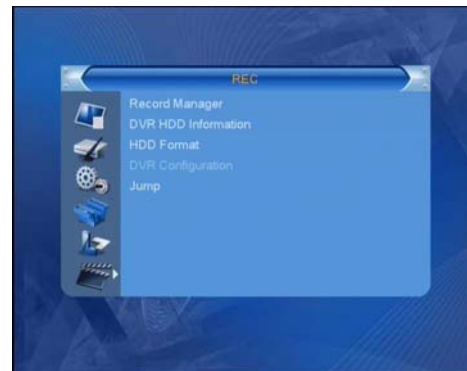 REC
Record Manager
DVR HDD Information
HDD Format
DVR Configuration
Jump